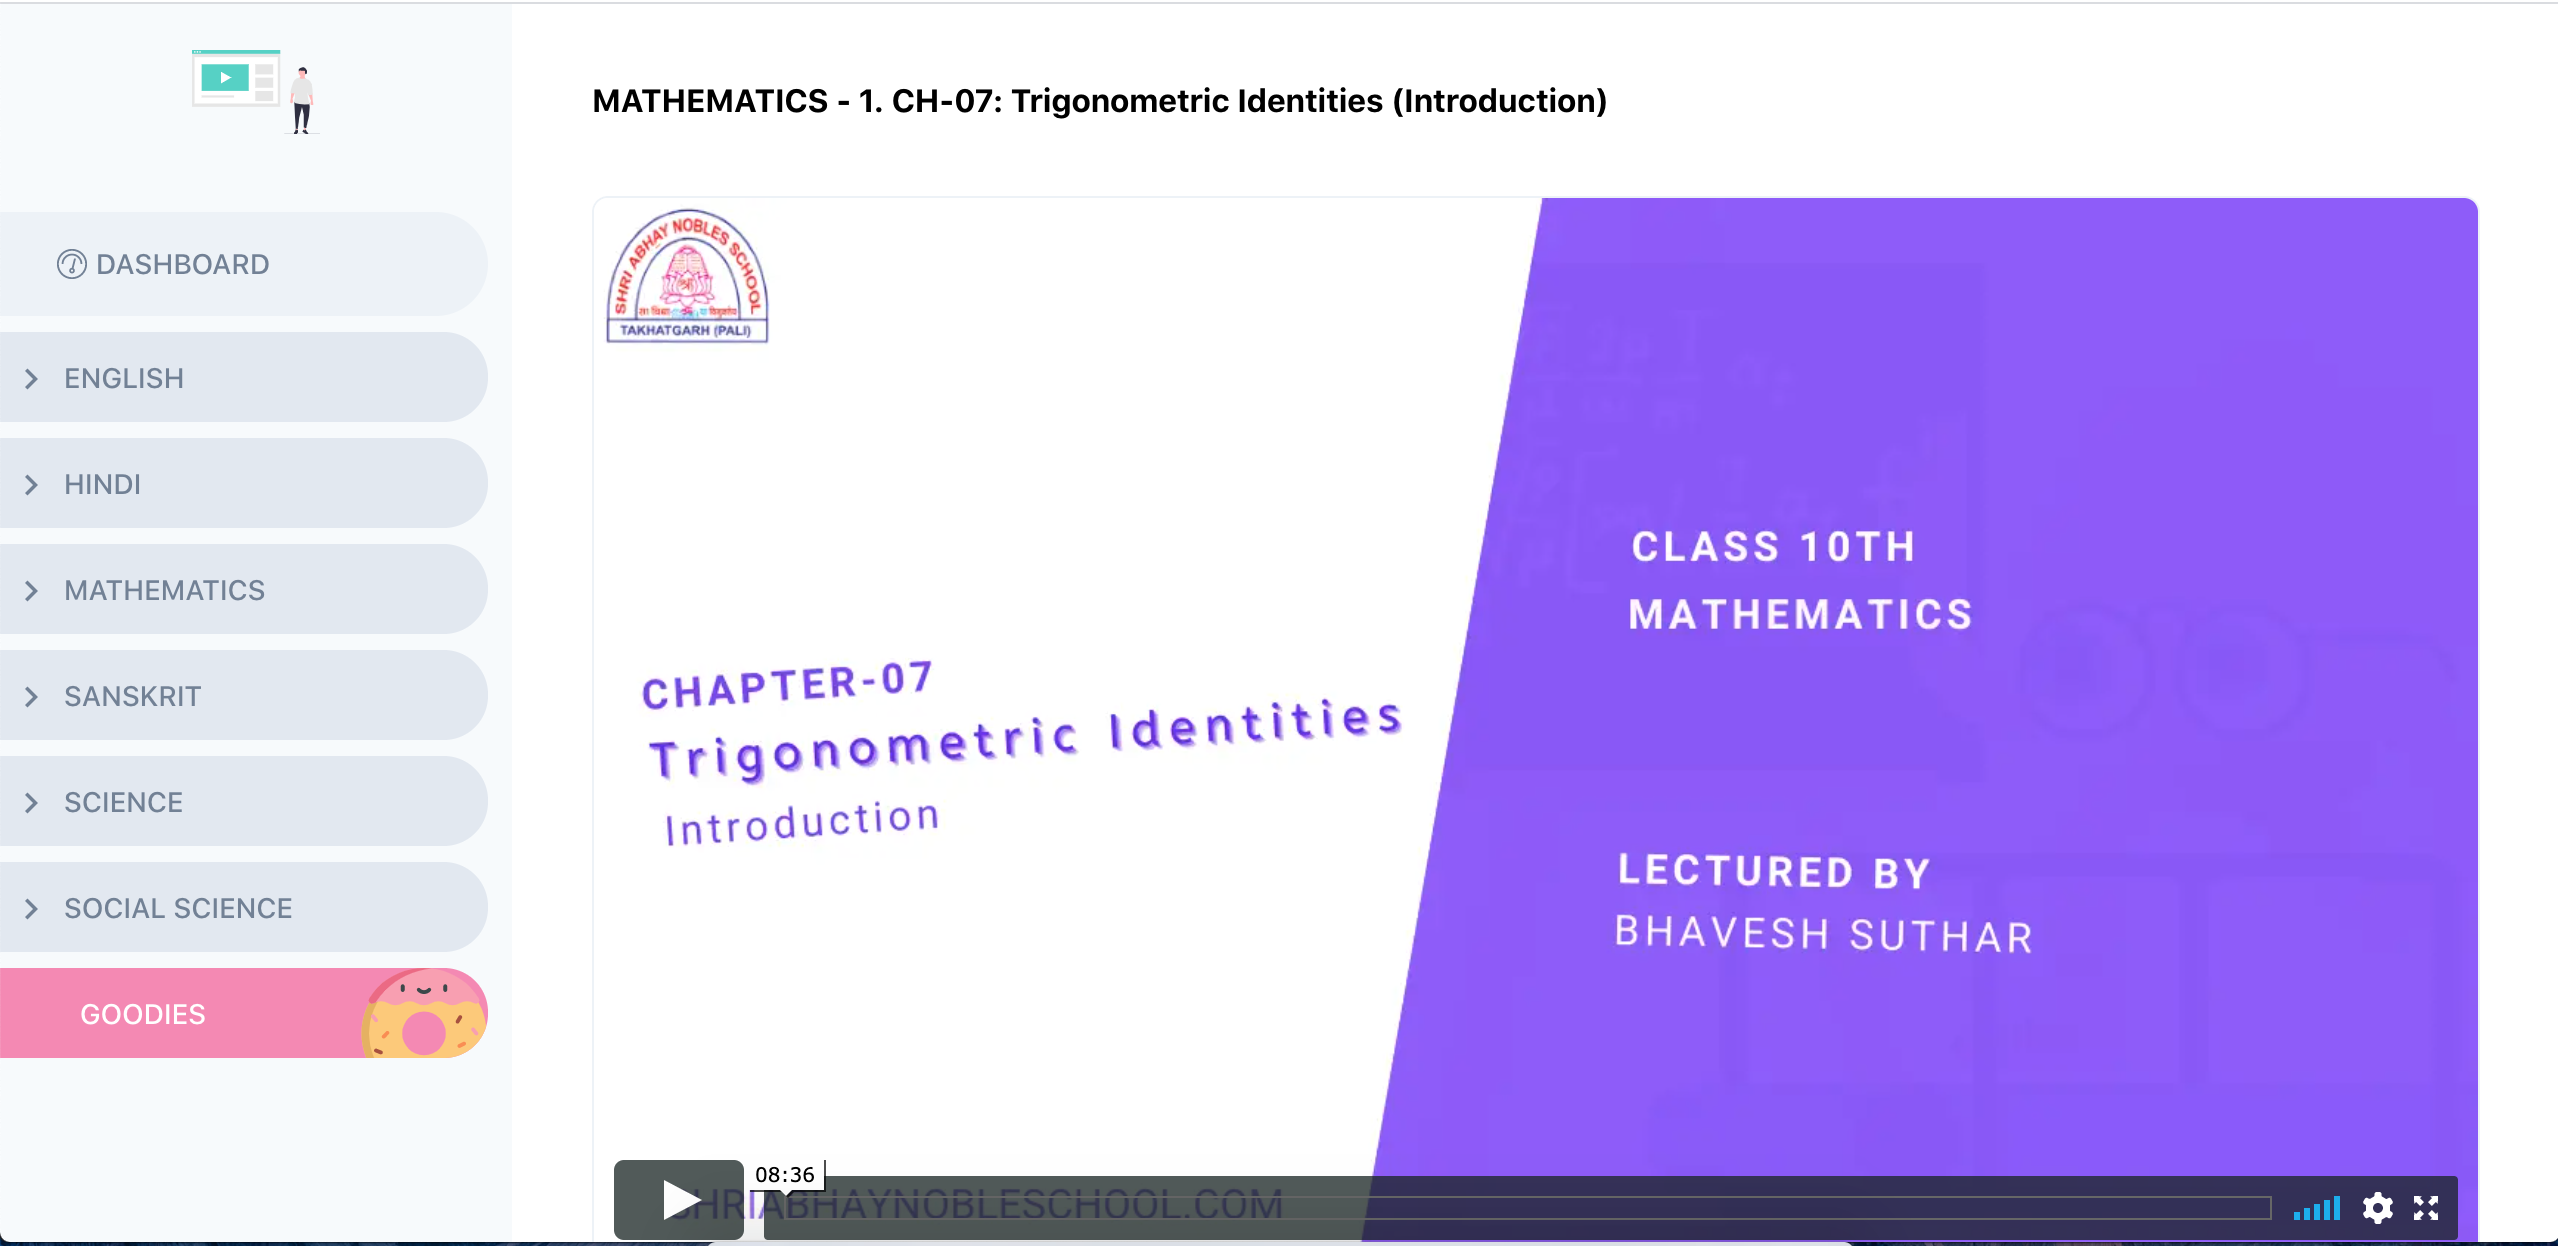 MATHEMATICS - 1. CH-07: Trigonometric Identities (Introduction)
DASHBOARD
ENGLISH
HINDI
MATHEMATICS
SANSKRIT
SCIENCE
SOCIAL SCIENCE
GOODIES
SHRI ABHAY NOBLES SCHOOL
श्री
सा विद्या या विमुक्तये
TAKHATGARH (PALI)
CHAPTER-07
Trigonometric Identities
Introduction
CLASS 10TH
MATHEMATICS
LECTURED BY
BHAVESH SUTHAR
08:36
SHRIABHAYNOBLESCHOOL.COM